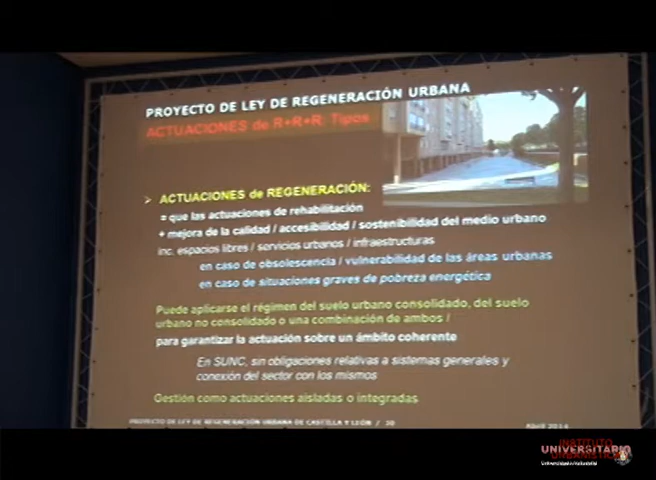 PROYECTO DE LEY DE REGENERACIÓN URBANA
ACTUACIONES de R+R+R: Tipos
ACTUACIONES de REGENERACIÓN:
= que las actuaciones de rehabilitación
+ mejora de la calidad / accesibilidad / sostenibilidad del medio urbano
inc. espacios libres / servicios urbanos / infraestructuras
en caso de obsolescencia / vulnerabilidad de las áreas urbanas
en caso de situaciones graves de pobreza energética
Puede aplicarse el régimen del suelo urbano consolidado, del suelo
urbano no consolidado o una combinación de ambos /
para garantizar la actuación sobre un ámbito coherente
En SUNC, sin obligaciones relativas a sistemas generales y
conexión del sector con los mismos
Gestión como actuaciones aisladas o integradas
PROYECTO DE LEY DE REGENERACIÓN URBANA DE CASTILLA Y LEÓN / 20
Abril 2014
INSTITUTO
UNIVERSITARIO
URBANÍSTICA
Universidad de Valladolid